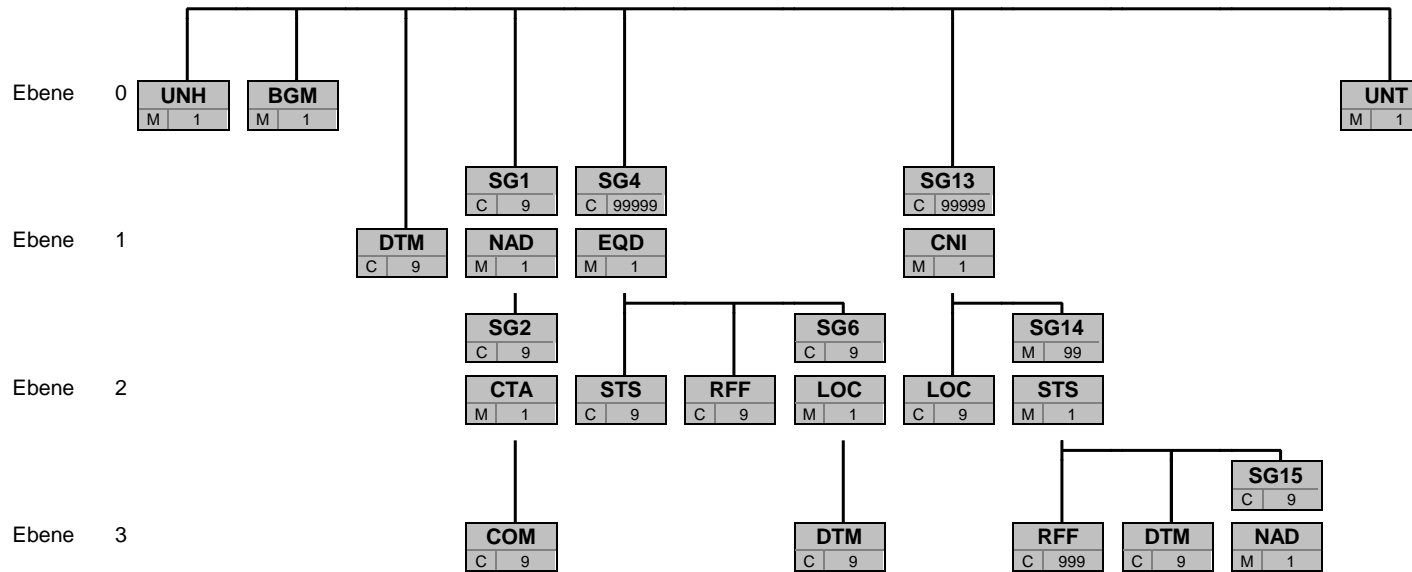 Ebene 0 UNH BGM UNT
M 1 M 1 M 1
SG1 SG4 SG13
C 9 C 99999 C 99999
Ebene 1 DTM NAD EQD CNI
C 9 M 1 M 1 M 1
SG2 SG6 SG14
C 9 C 9 M 99
Ebene 2 CTA STS RFF LOC LOC STS
M 1 C 9 C 9 M 1 C 9 M 1
SG15
C 9
Ebene 3 COM DTM RFF DTM NAD
C 9 C 9 C 999 C 9 M 1